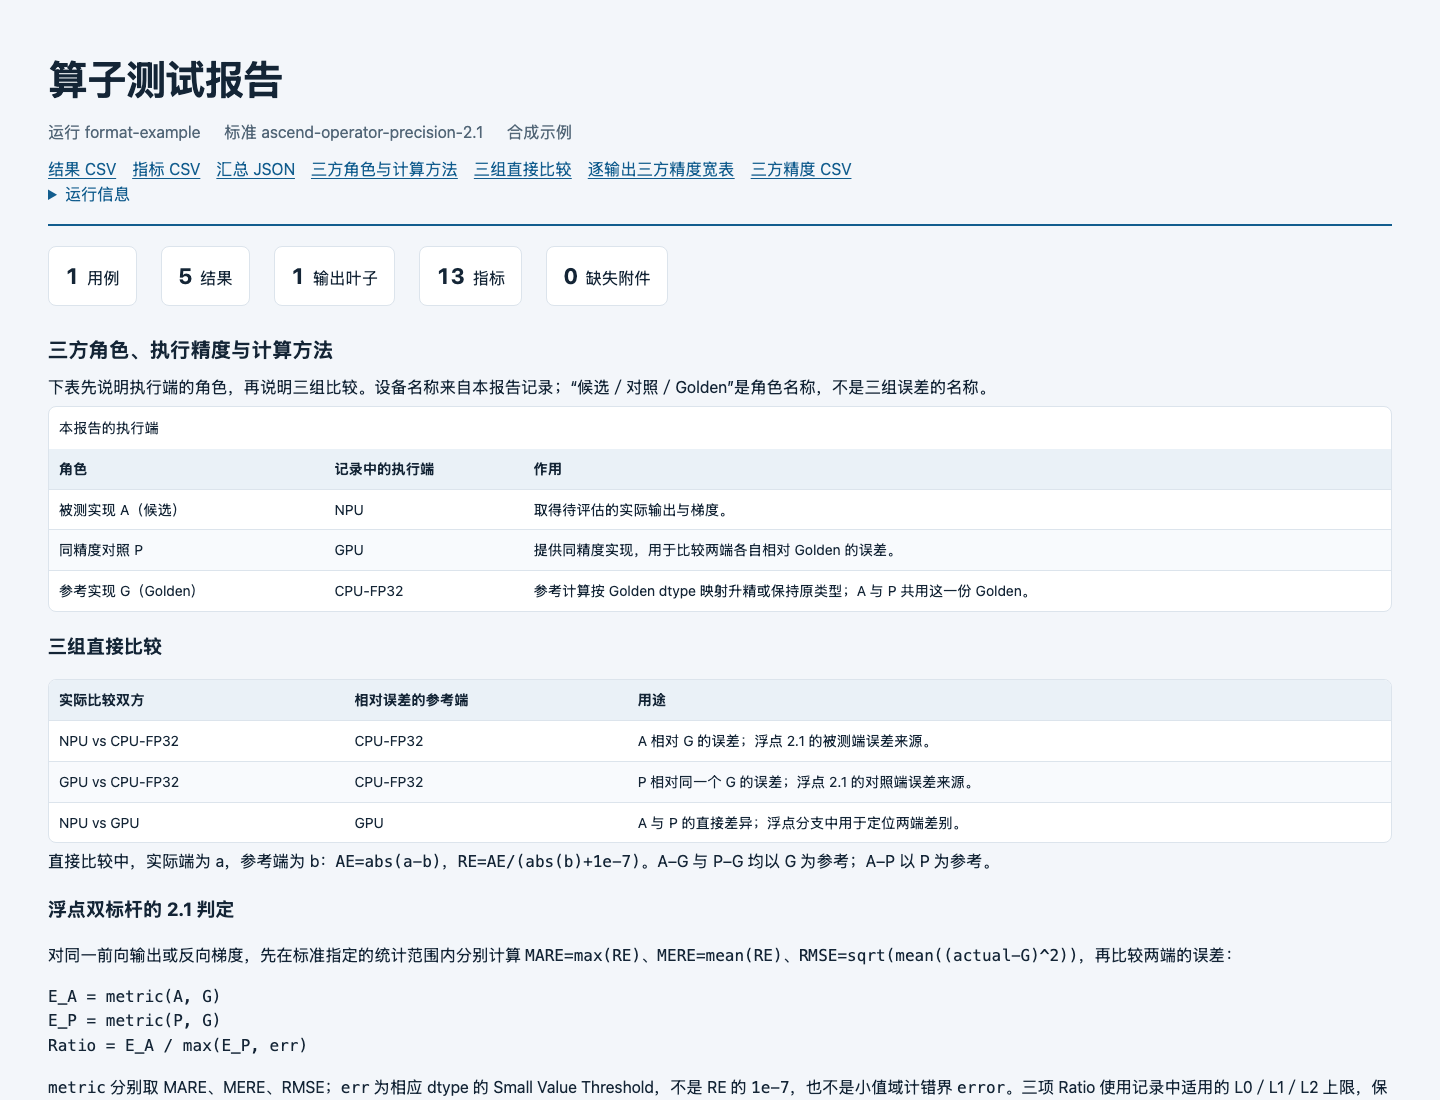 算子测试报告
运行 format-example 标准 ascend-operator-precision-2.1 合成示例
结果 CSV 指标 CSV 汇总 JSON 三方角色与计算方法 三组直接比较 逐输出三方精度宽表 三方精度 CSV
▶ 运行信息
1 用例 5 结果 1 输出叶子 13 指标 0 缺失附件
三方角色、执行精度与计算方法
下表先说明执行端的角色，再说明三组比较。设备名称来自本报告记录；“候选 / 对照 / Golden”是角色名称，不是三组误差的名称。
本报告的执行端
角色 记录中的执行端 作用
被测实现 A（候选） NPU 取得待评估的实际输出与梯度。
同精度对照 P GPU 提供同精度实现，用于比较两端各自相对 Golden 的误差。
参考实现 G（Golden） CPU-FP32 参考计算按 Golden dtype 映射升精或保持原类型；A 与 P 共用这一份 Golden。
三组直接比较
实际比较双方 相对误差的参考端 用途
NPU vs CPU-FP32 CPU-FP32 A 相对 G 的误差；浮点 2.1 的被测端误差来源。
GPU vs CPU-FP32 CPU-FP32 P 相对同一个 G 的误差；浮点 2.1 的对照端误差来源。
NPU vs GPU GPU A 与 P 的直接差异；浮点分支中用于定位两端差别。
直接比较中，实际端为 a，参考端为 b：AE=abs(a-b)，RE=AE/(abs(b)+1e-7)。A–G 与 P–G 均以 G 为参考；A–P 以 P 为参考。
浮点双标杆的 2.1 判定
对同一前向输出或反向梯度，先在标准指定的统计范围内分别计算 MARE=max(RE)、MERE=mean(RE)、RMSE=sqrt(mean((actual-G)^2))，再比较两端的误差：
E_A = metric(A, G)
E_P = metric(P, G)
Ratio = E_A / max(E_P, err)
metric 分别取 MARE、MERE、RMSE；err 为相应 dtype 的 Small Value Threshold，不是 RE 的 1e-7，也不是小值域计错界 error。三项 Ratio 使用记录中适用的 L0 / L1 / L2 上限，保